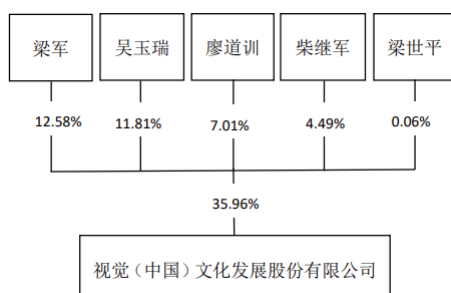 梁军 吴玉瑞 廖道训 柴继军 梁世平
12.58% 11.81% 7.01% 4.49% 0.06%
35.96%
视觉（中国）文化发展股份有限公司